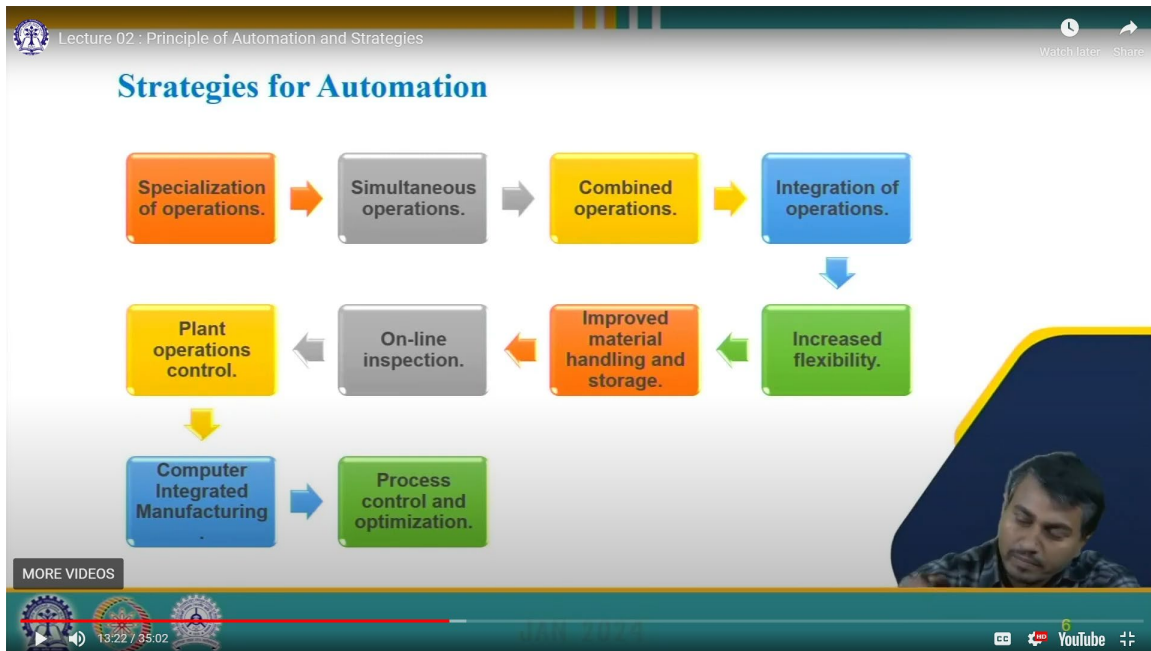 Lecture 02 : Principle of Automation and Strategies
Watch later
Share
Strategies for Automation
Specialization
of operations.
Simultaneous
operations.
Combined
operations.
Integration of
operations.
Increased
flexibility.
Improved
material
handling and
storage.
On-line
inspection.
Plant
operations
control.
Computer
Integrated
Manufacturing
.
Process
control and
optimization.
MORE VIDEOS
13:22 / 35:02
6
CC
HD
YouTube